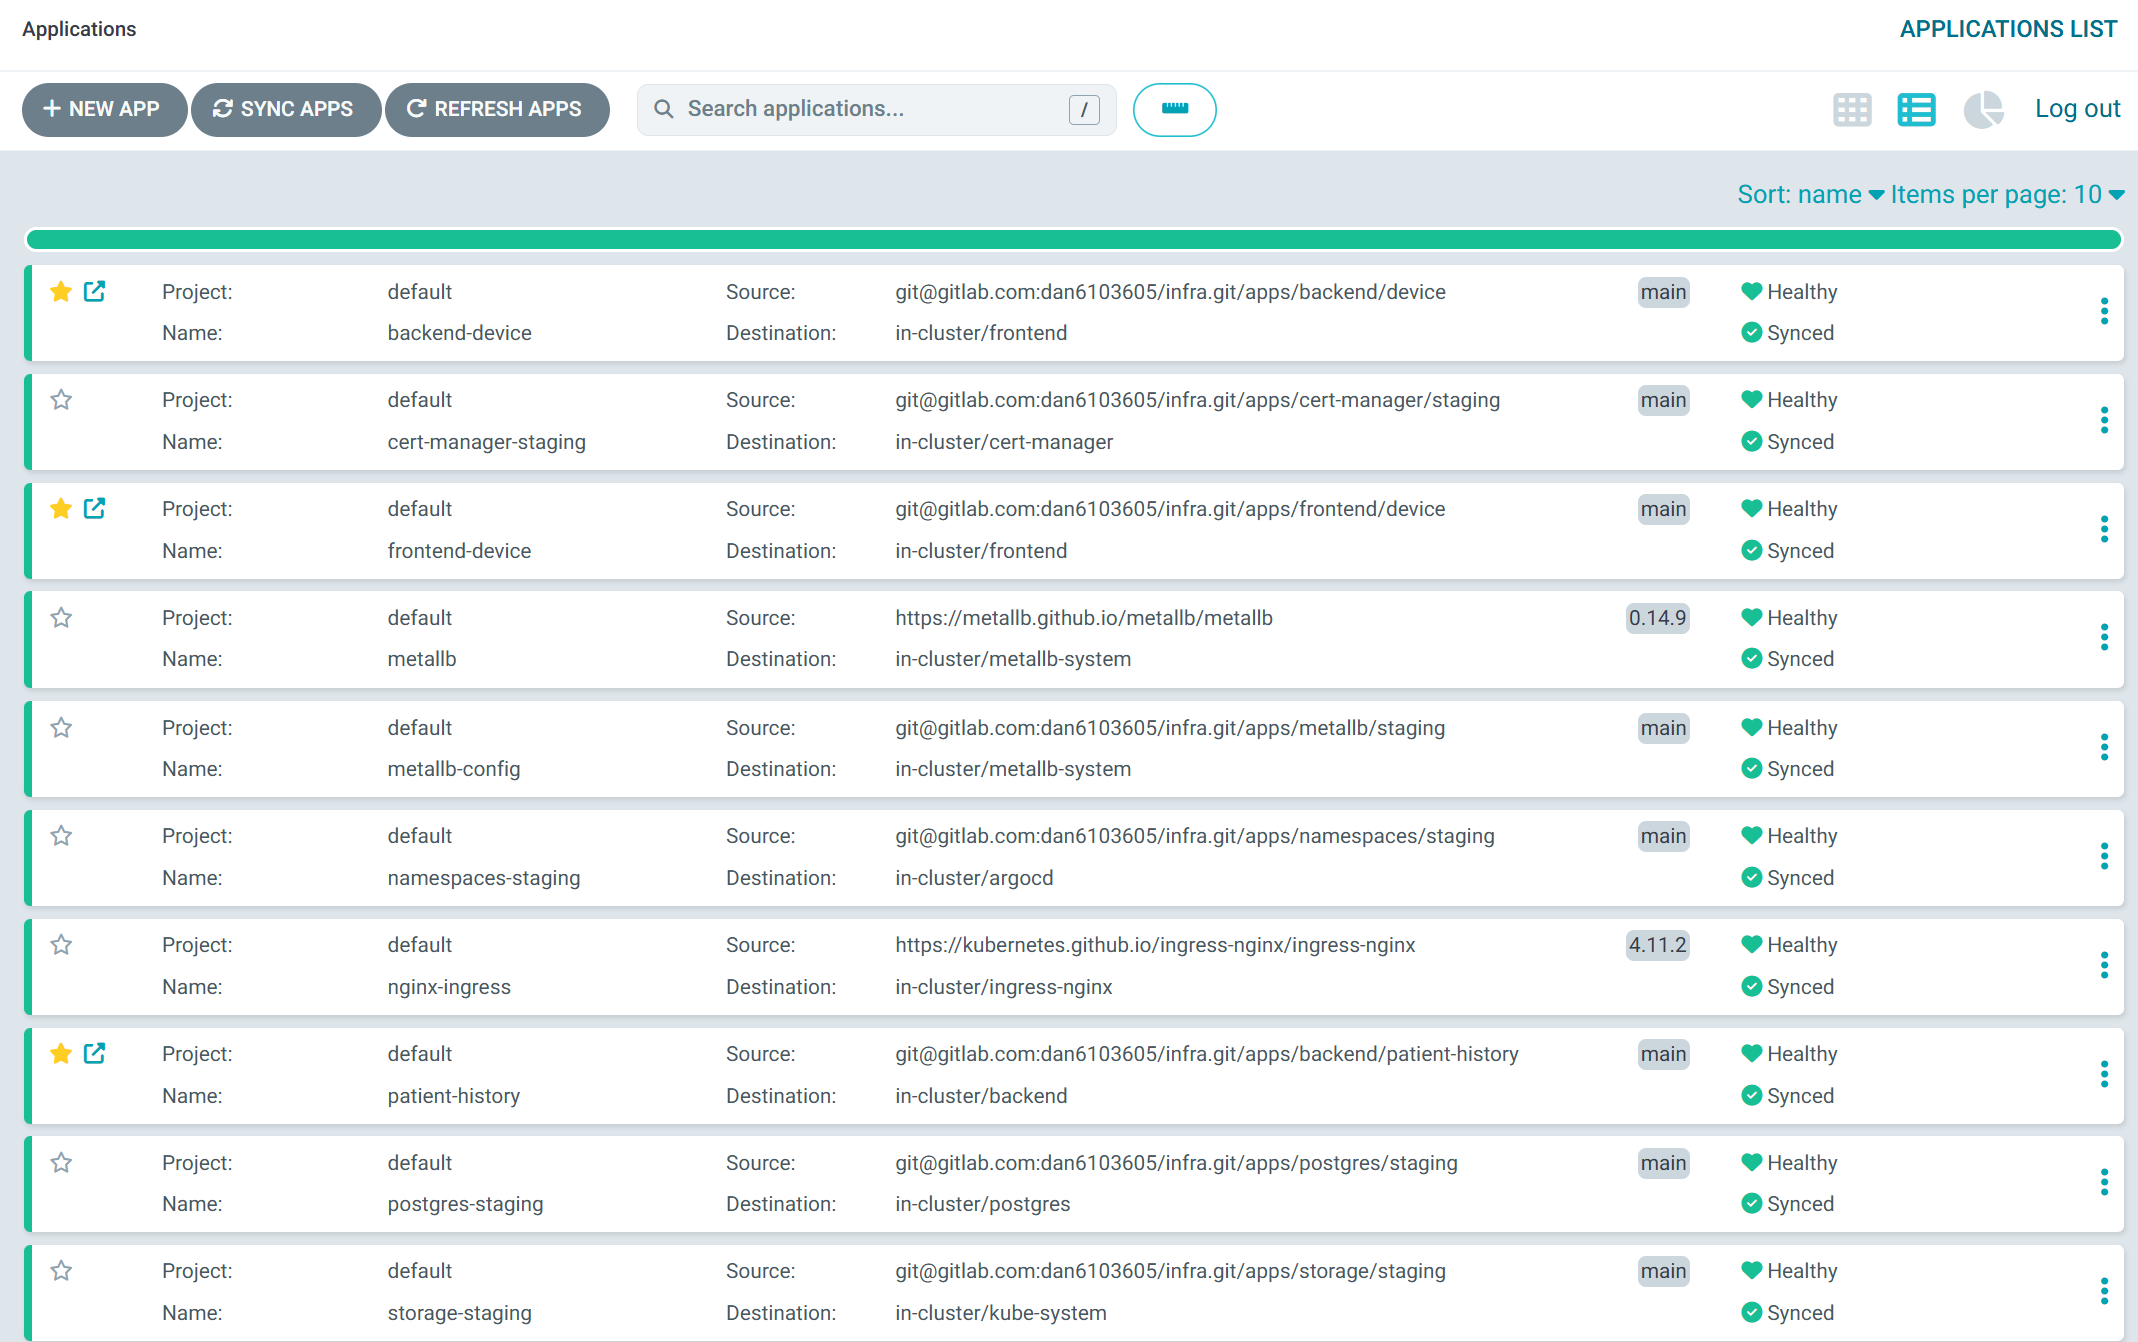 Applications
APPLICATIONS LIST
NEW APP
SYNC APPS
REFRESH APPS
Search applications...
/
Log out
Sort: name
Items per page: 10
Project: default Source: git@gitlab.com:dan6103605/infra.git/apps/backend/device main Healthy
Name: backend-device Destination: in-cluster/frontend Synced
Project: default Source: git@gitlab.com:dan6103605/infra.git/apps/cert-manager/staging main Healthy
Name: cert-manager-staging Destination: in-cluster/cert-manager Synced
Project: default Source: git@gitlab.com:dan6103605/infra.git/apps/frontend/device main Healthy
Name: frontend-device Destination: in-cluster/frontend Synced
Project: default Source: https://metallb.github.io/metallb/metallb 0.14.9 Healthy
Name: metallb Destination: in-cluster/metallb-system Synced
Project: default Source: git@gitlab.com:dan6103605/infra.git/apps/metallb/staging main Healthy
Name: metallb-config Destination: in-cluster/metallb-system Synced
Project: default Source: git@gitlab.com:dan6103605/infra.git/apps/namespaces/staging main Healthy
Name: namespaces-staging Destination: in-cluster/argocd Synced
Project: default Source: https://kubernetes.github.io/ingress-nginx/ingress-nginx 4.11.2 Healthy
Name: nginx-ingress Destination: in-cluster/ingress-nginx Synced
Project: default Source: git@gitlab.com:dan6103605/infra.git/apps/backend/patient-history main Healthy
Name: patient-history Destination: in-cluster/backend Synced
Project: default Source: git@gitlab.com:dan6103605/infra.git/apps/postgres/staging main Healthy
Name: postgres-staging Destination: in-cluster/postgres Synced
Project: default Source: git@gitlab.com:dan6103605/infra.git/apps/storage/staging main Healthy
Name: storage-staging Destination: in-cluster/kube-system Synced